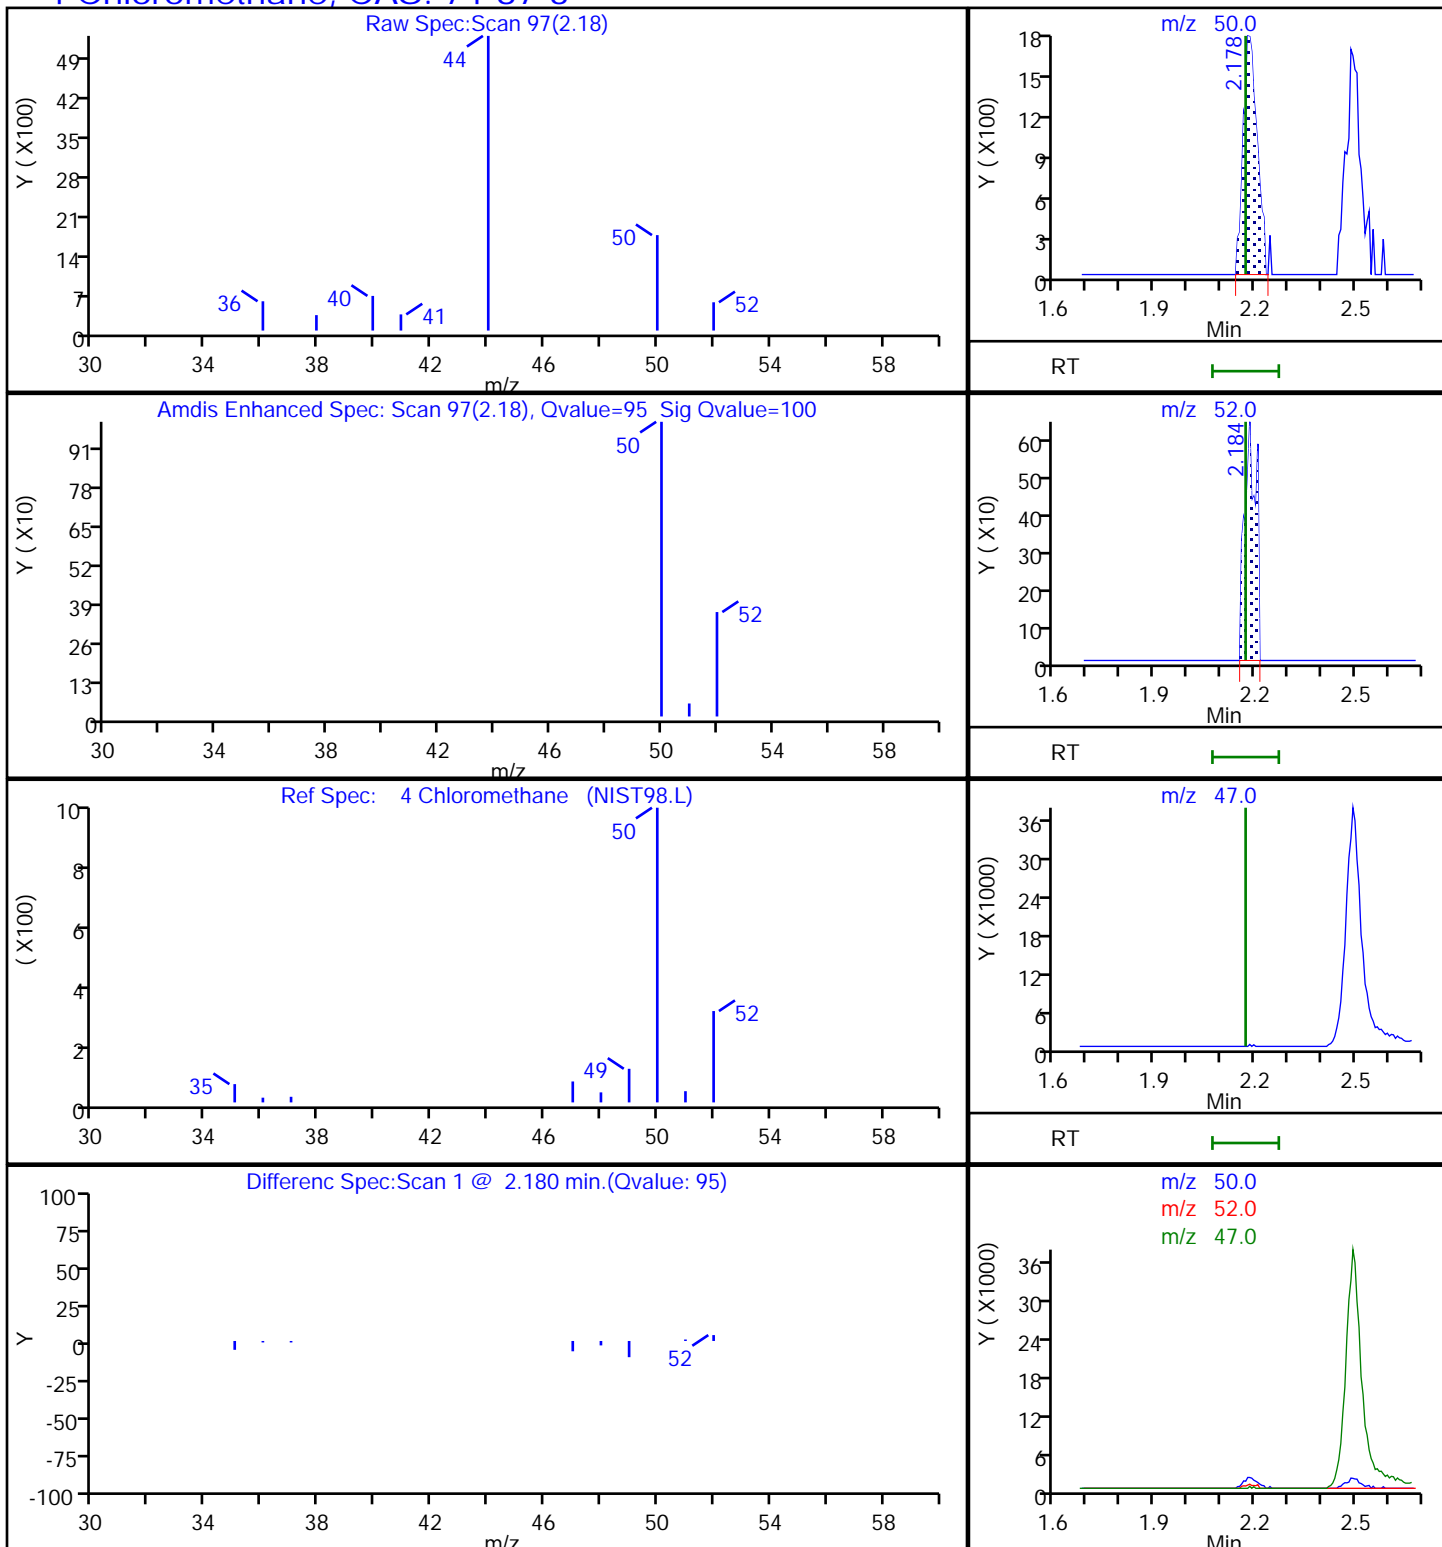 Raw Spec:Scan 97(2.18)
Y ( X100)
49
42
35
28
21
14
7
0
44
36
40
41
50
52
30 34 38 42 46 50 54 58
m/z
m/z 50.0
Y ( X100)
18
15
12
9
6
3
0
2.178
1.6 1.9 2.2 2.5
Min
RT
Amdis Enhanced Spec: Scan 97(2.18), Qvalue=95 Sig Qvalue=100
Y ( X10)
91
78
65
52
39
26
13
0
50
52
30 34 38 42 46 50 54 58
m/z
m/z 52.0
Y ( X10)
60
50
40
30
20
10
0
2.184
1.6 1.9 2.2 2.5
Min
RT
Ref Spec: 4 Chloromethane (NIST98.L)
( X100)
10
8
6
4
2
0
35
49
50
52
30 34 38 42 46 50 54 58
m/z 47.0
Y ( X1000)
36
30
24
18
12
6
0
1.6 1.9 2.2 2.5
Min
RT
Differenc Spec:Scan 1 @ 2.180 min.(Qvalue: 95)
Y
100
75
50
25
0
-25
-50
-75
-100
52
30 34 38 42 46 50 54 58
m/z
m/z 50.0
m/z 52.0
m/z 47.0
Y ( X1000)
36
30
24
18
12
6
0
1.6 1.9 2.2 2.5
Min